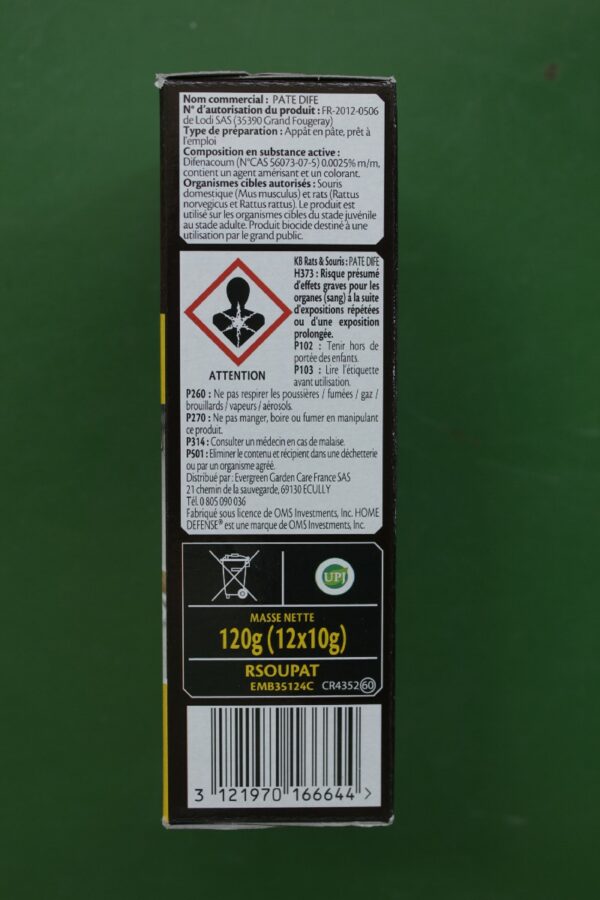 Nom commercial : PATE DIFE
N° d'autorisation du produit : FR-2012-0506
de Lodi SAS (35390 Grand Fougeray)
Type de préparation : Appât en pâte, prêt à
l'emploi
Composition en substance active :
Difenacoum (N°CAS 56073-07-5) 0.0025% m/m,
contient un agent amérisant et un colorant.
Organismes cibles autorisés : Souris
domestique (Mus musculus) et rats (Rattus
norvegicus et Rattus rattus). Le produit est
utilisé sur les organismes cibles du stade juvénile
au stade adulte. Produit biocide destiné à une
utilisation par le grand public.
KB Rats & Souris : PATE DIFE
H373 : Risque présumé
d'effets graves pour les
organes (sang) à la suite
d'expositions répétées
ou d'une exposition
prolongée.
P102 : Tenir hors de
portée des enfants.
P103 : Lire l'étiquette
avant utilisation.
ATTENTION
P260 : Ne pas respirer les poussières / fumées / gaz /
brouillards / vapeurs / aérosols.
P270 : Ne pas manger, boire ou fumer en manipulant
ce produit.
P314 : Consulter un médecin en cas de malaise.
P501 : Eliminer le contenu et récipient dans une déchetterie
ou par un organisme agréé.
Distribué par : Evergreen Garden Care France SAS
21 chemin de la sauvegarde, 69130 ECULLY
Tél. 0 805 090 036
Fabriqué sous licence de OMS Investments, Inc. HOME
DEFENSE® est une marque de OMS Investments, Inc.
UPJ
MASSE NETTE
120g (12x10g)
RSOUPAT
EMB35124C CR4352 60
3 121970 166644 >